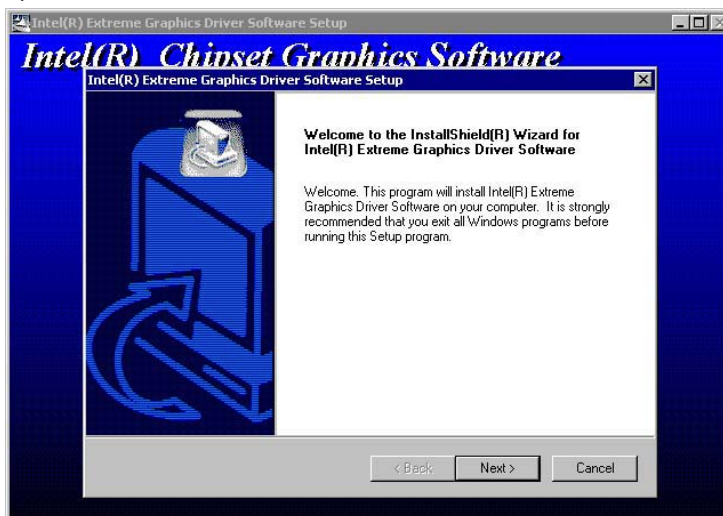 Intel(R) Extreme Graphics Driver Software Setup
Intel(R) Chipset Graphics Software
Intel(R) Extreme Graphics Driver Software Setup
Welcome to the InstallShield(R) Wizard for
Intel(R) Extreme Graphics Driver Software
Welcome. This program will install Intel(R) Extreme
Graphics Driver Software on your computer. It is strongly
recommended that you exit all Windows programs before
running this Setup program.
< Back Next > Cancel